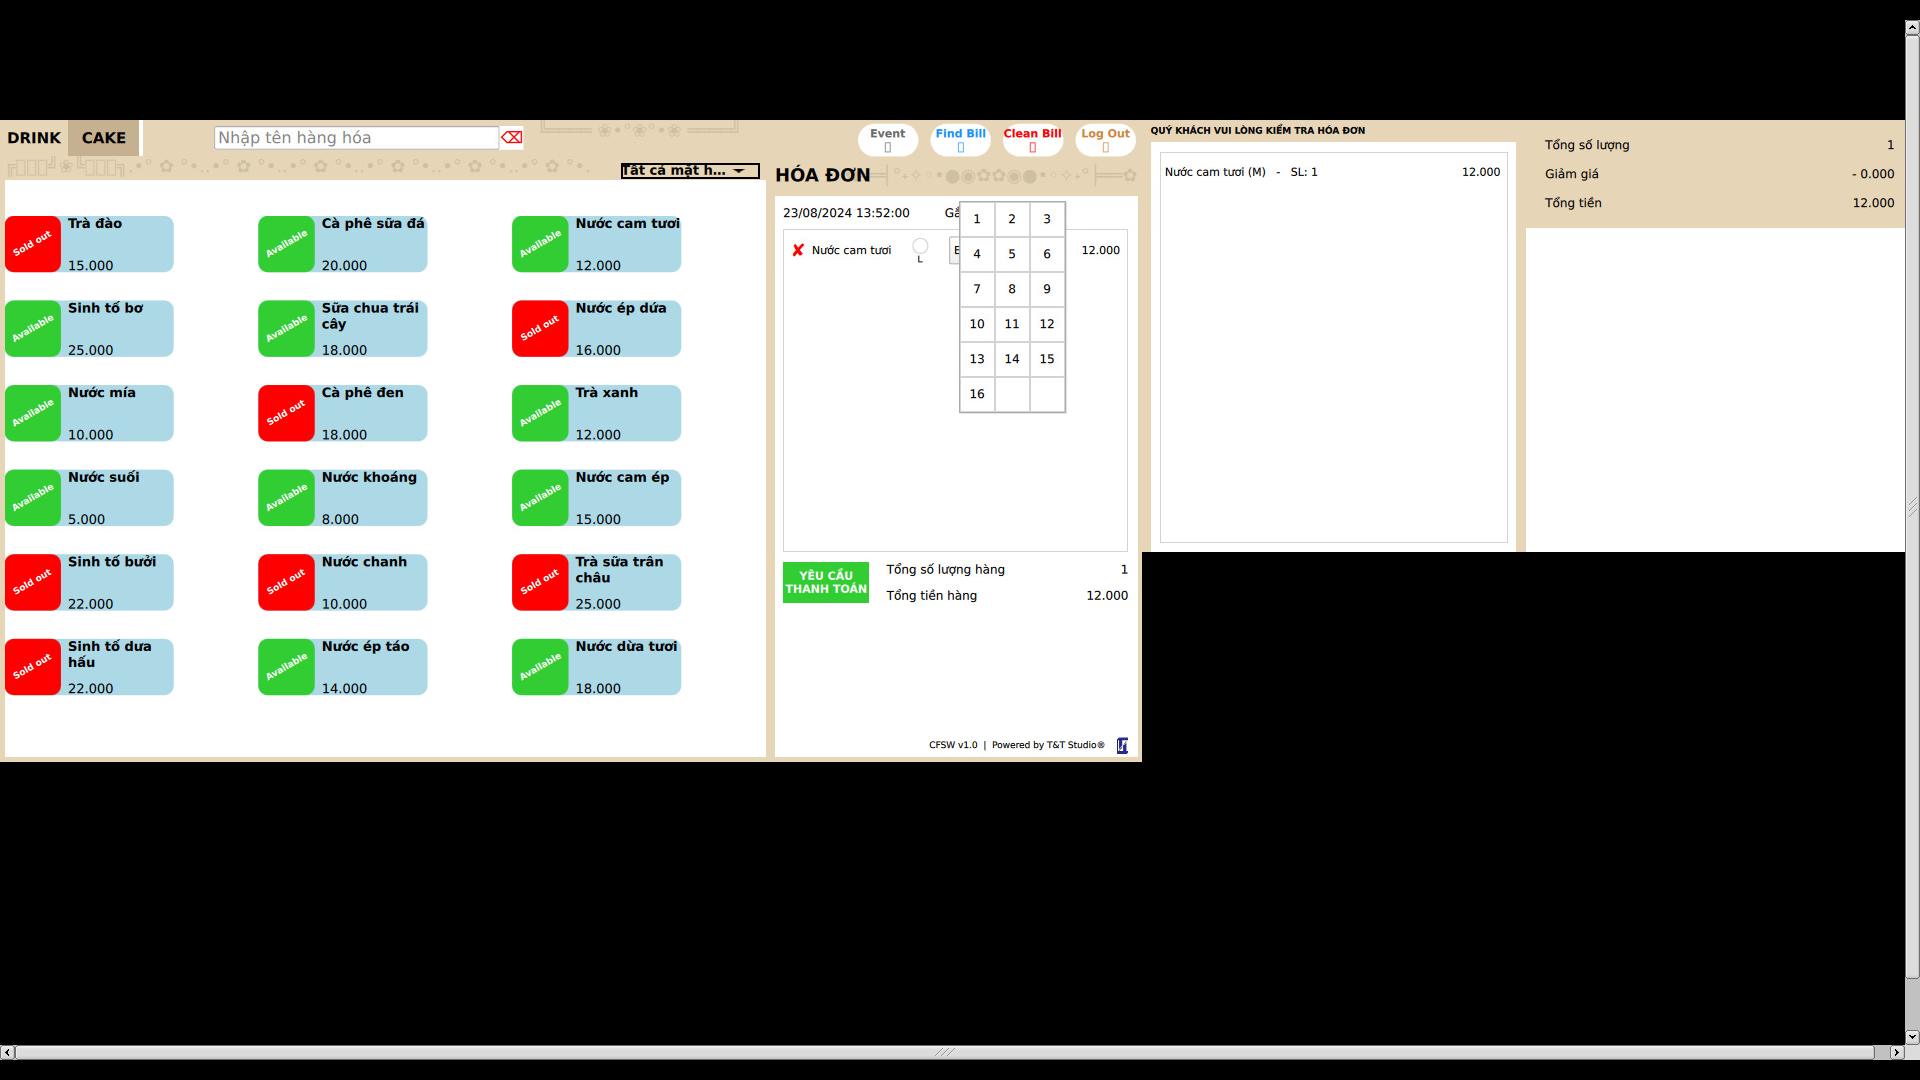 DRINK
CAKE
Nhập tên hàng hóa
Event
Find Bill
Clean Bill
Log Out
Tất cả mặt h...
HÓA ĐƠN
QUÝ KHÁCH VUI LÒNG KIỂM TRA HÓA ĐƠN
Tổng số lượng 1
Giảm giá - 0.000
Tổng tiền 12.000
Nước cam tươi (M) - SL: 1 12.000
Sold out
Trà đào
15.000
Available
Cà phê sữa đá
20.000
Available
Nước cam tươi
12.000
Available
Sinh tố bơ
25.000
Available
Sữa chua trái
cây
18.000
Sold out
Nước ép dứa
16.000
Available
Nước mía
10.000
Sold out
Cà phê đen
18.000
Available
Trà xanh
12.000
Available
Nước suối
5.000
Available
Nước khoáng
8.000
Available
Nước cam ép
15.000
Sold out
Sinh tố bưởi
22.000
Sold out
Nước chanh
10.000
Sold out
Trà sữa trân
châu
25.000
Sold out
Sinh tố dưa
hấu
22.000
Available
Nước ép táo
14.000
Available
Nước dừa tươi
18.000
23/08/2024 13:52:00
Nước cam tươi
L
12.000
1 2 3
4 5 6
7 8 9
10 11 12
13 14 15
16
YÊU CẦU
THANH TOÁN
Tổng số lượng hàng 1
Tổng tiền hàng 12.000
CFSW v1.0 | Powered by T&T Studio®